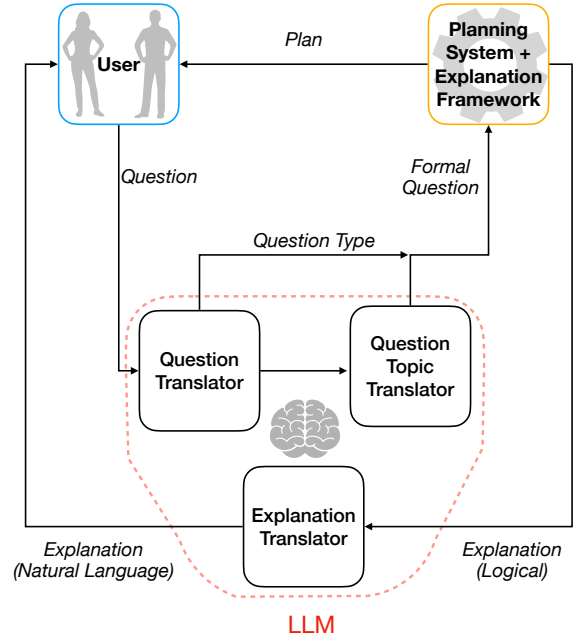 Plan
User
Planning
System +
Explanation
Framework
Question
Formal
Question
Question Type
Question
Translator
Question
Topic
Translator
Explanation
Translator
Explanation
(Natural Language)
Explanation
(Logical)
LLM